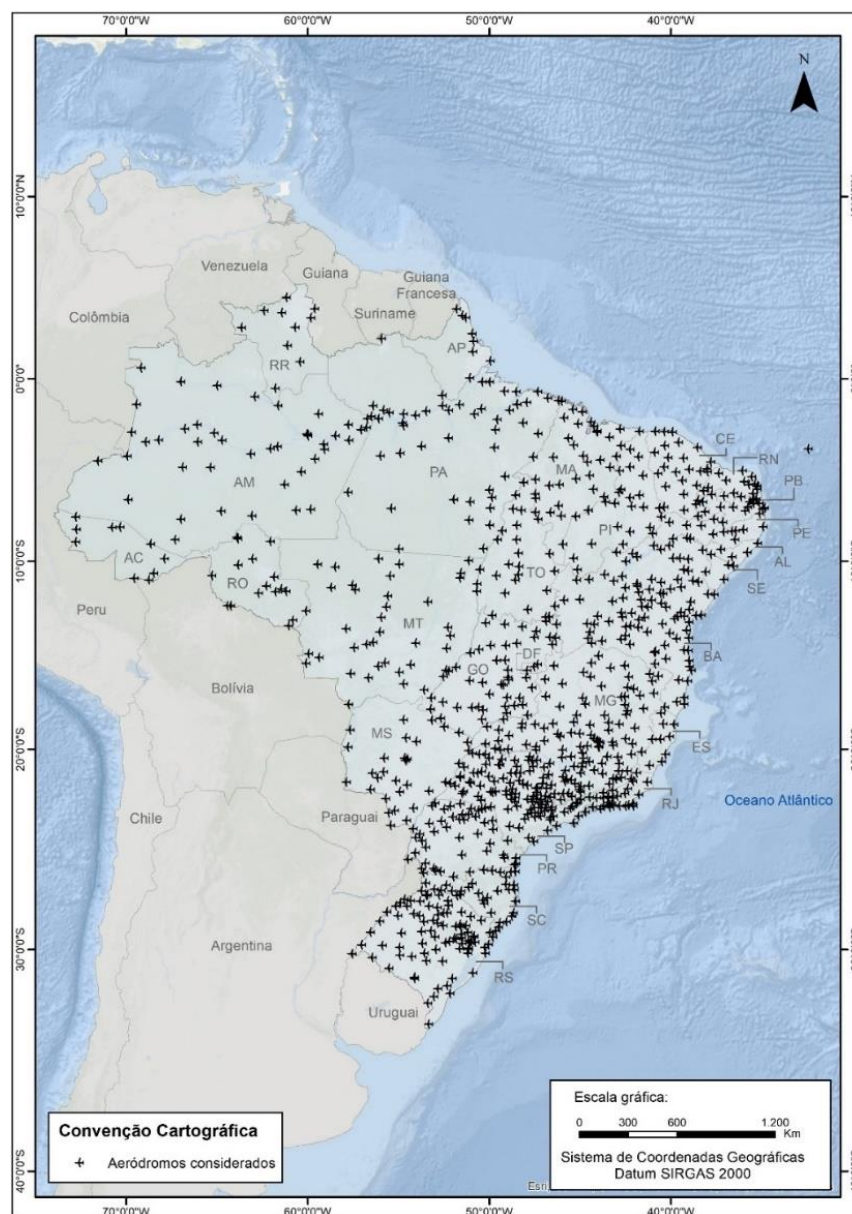 70°0'0"W 60°0'0"W 50°0'0"W 40°0'0"W
N
10°0'0"N
Venezuela
Guiana
Guiana
Francesa
Suriname
Colômbia
AP
RR
0°0'0"
CE
RN
MA
PA
AM
PB
PI
PE
AL
AC
TO
10°0'0"S
RO
SE
Peru
MT
BA
DF
GO
Bolívia
MG
MS
ES
20°0'0"S
RJ
Oceano Atlântico
Paraguai
Chile
SP
PR
SC
Argentina
30°0'0"S
RS
Uruguai
Escala gráfica:
0 300 600 1.200
Km
Convenção Cartográfica
Aeródromos considerados
Sistema de Coordenadas Geográficas
Datum SIRGAS 2000
40°0'0"S
Esri
70°0'0"W 60°0'0"W 50°0'0"W 40°0'0"W